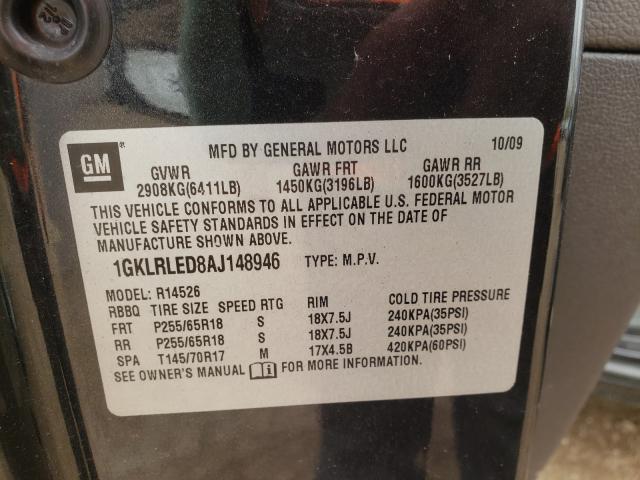 GM ®
MFD BY GENERAL MOTORS LLC 10/09
GVWR GAWR FRT GAWR RR
2908KG(6411LB) 1450KG(3196LB) 1600KG(3527LB)
THIS VEHICLE CONFORMS TO ALL APPLICABLE U.S. FEDERAL MOTOR
VEHICLE SAFETY STANDARDS IN EFFECT ON THE DATE OF
MANUFACTURE SHOWN ABOVE.
1GKLRLED8AJ148946 TYPE: M.P.V.
MODEL: R14526
RBBQ TIRE SIZE SPEED RTG RIM COLD TIRE PRESSURE
FRT P255/65R18 S 18X7.5J 240KPA(35PSI)
RR P255/65R18 S 18X7.5J 240KPA(35PSI)
SPA T145/70R17 M 17X4.5B 420KPA(60PSI)
SEE OWNER'S MANUAL i FOR MORE INFORMATION.